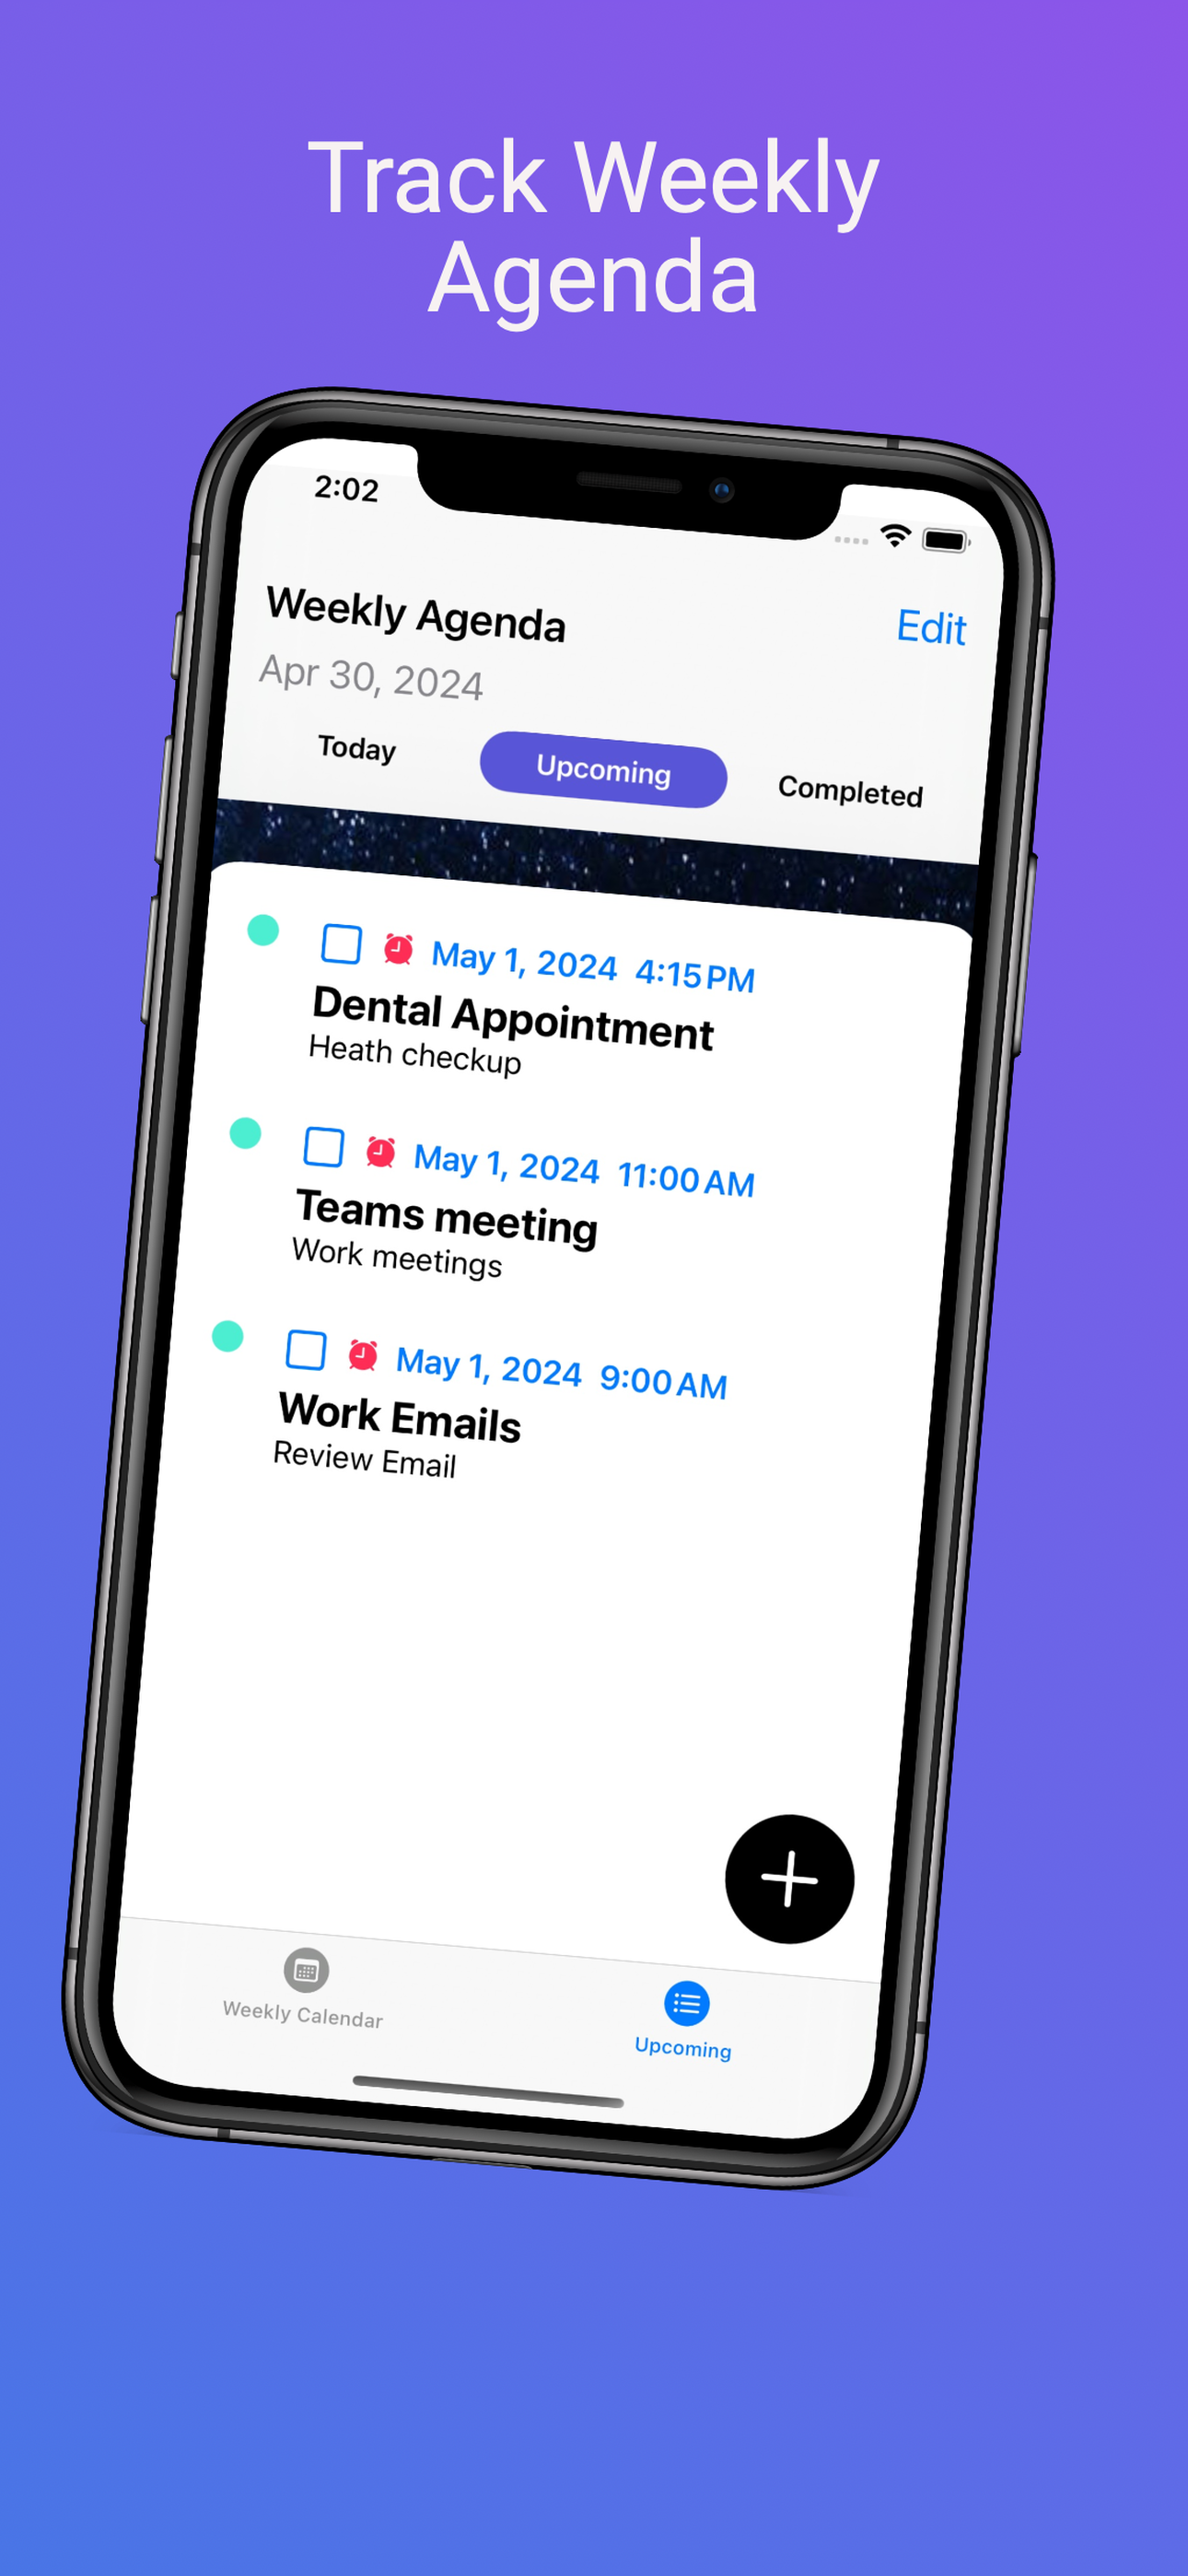 Track Weekly
Agenda
2:02
Weekly Agenda
Edit
Apr 30, 2024
Today
Upcoming
Completed
May 1, 2024 4:15 PM
Dental Appointment
Heath checkup
May 1, 2024 11:00 AM
Teams meeting
Work meetings
May 1, 2024 9:00 AM
Work Emails
Review Email
Weekly Calendar
Upcoming